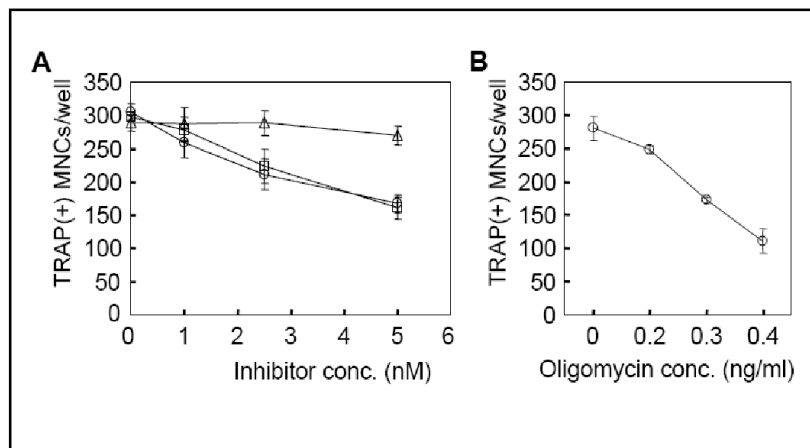 A
TRAP(+) MNCs/well
350
300
250
200
150
100
50
0
0 1 2 3 4 5 6
Inhibitor conc. (nM)
B
TRAP(+) MNCs/well
350
300
250
200
150
100
50
0
0 0.2 0.3 0.4
Oligomycin conc. (ng/ml)